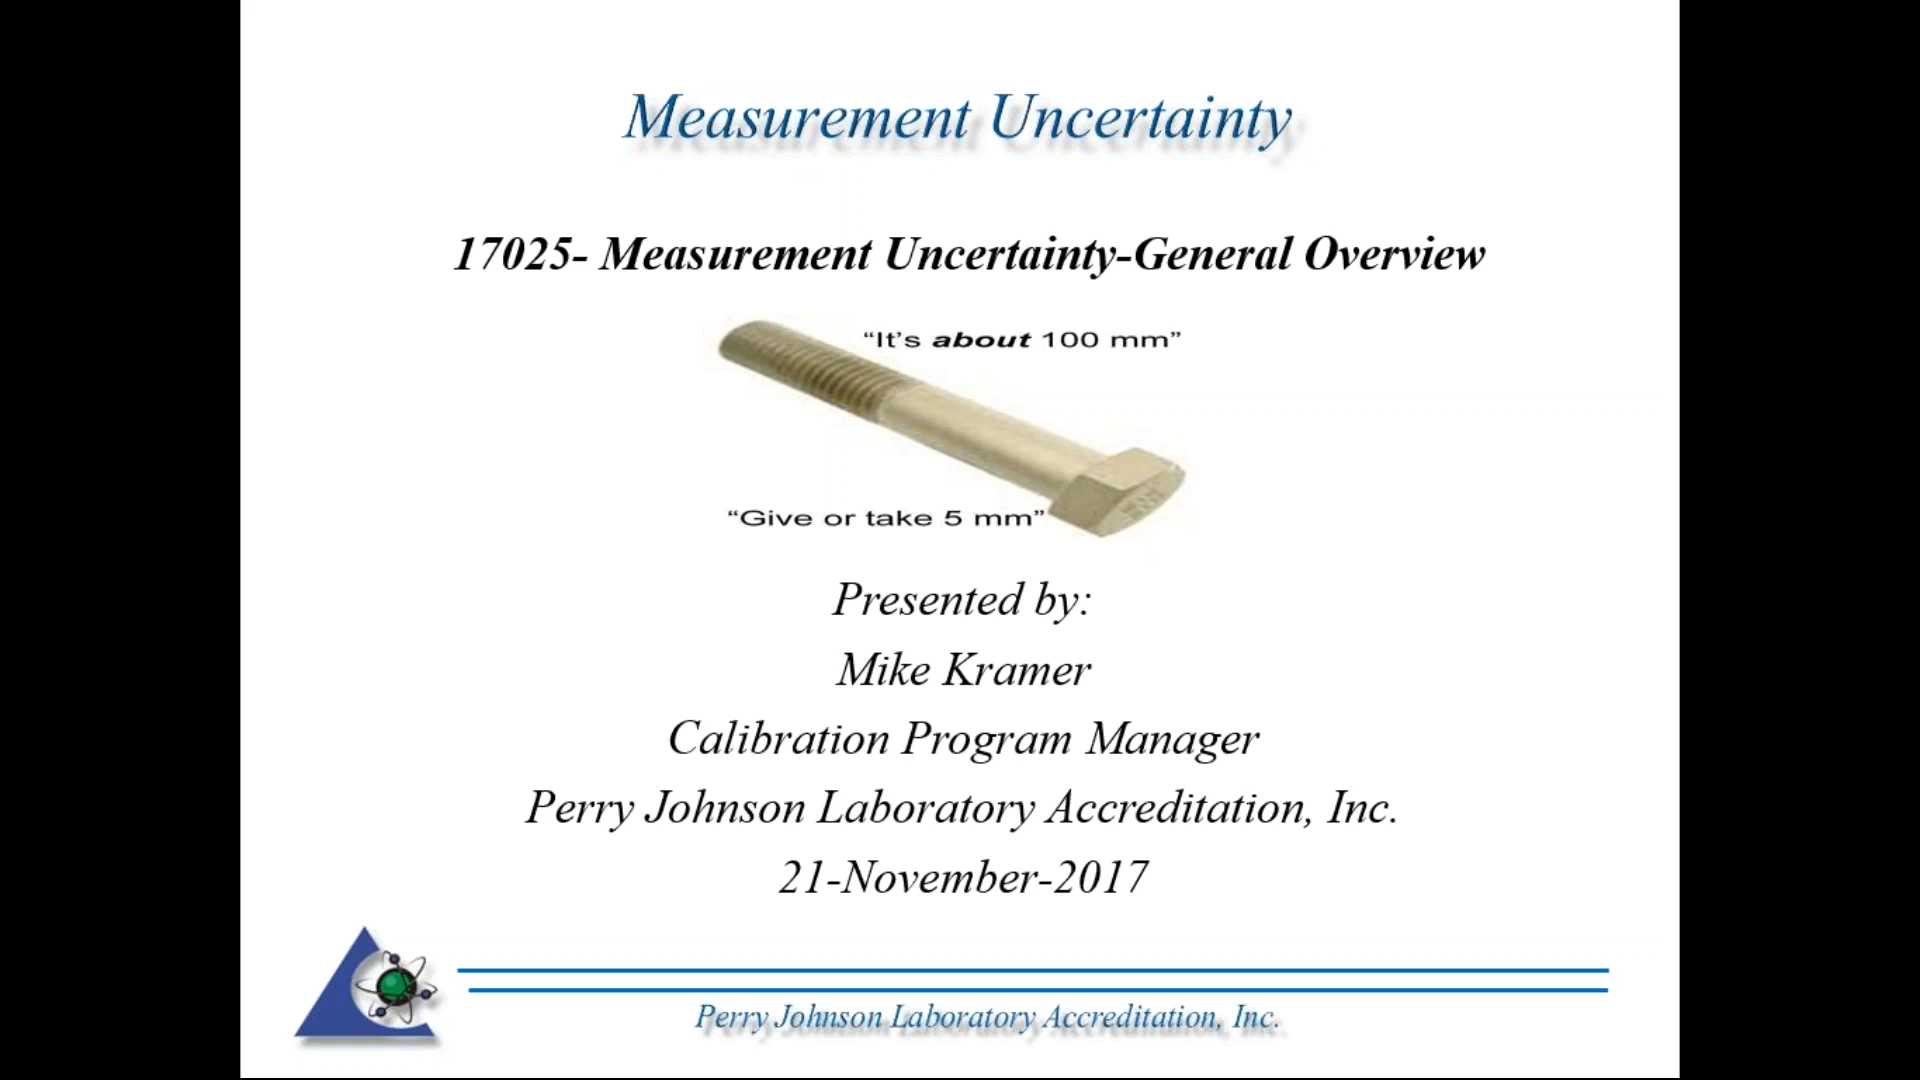 Measurement Uncertainty
17025- Measurement Uncertainty-General Overview
“It’s about 100 mm”
“Give or take 5 mm”
Presented by:
Mike Kramer
Calibration Program Manager
Perry Johnson Laboratory Accreditation, Inc.
21-November-2017
Perry Johnson Laboratory Accreditation, Inc.